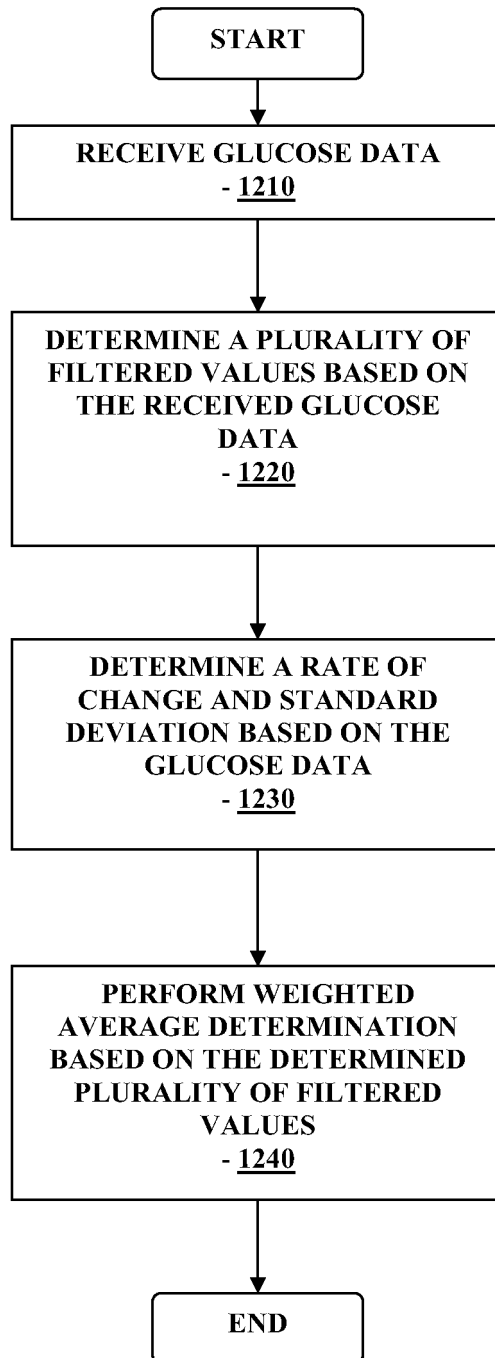 START
RECEIVE GLUCOSE DATA
- 1210
DETERMINE A PLURALITY OF
FILTERED VALUES BASED ON
THE RECEIVED GLUCOSE
DATA
- 1220
DETERMINE A RATE OF
CHANGE AND STANDARD
DEVIATION BASED ON THE
GLUCOSE DATA
- 1230
PERFORM WEIGHTED
AVERAGE DETERMINATION
BASED ON THE DETERMINED
PLURALITY OF FILTERED
VALUES
- 1240
END